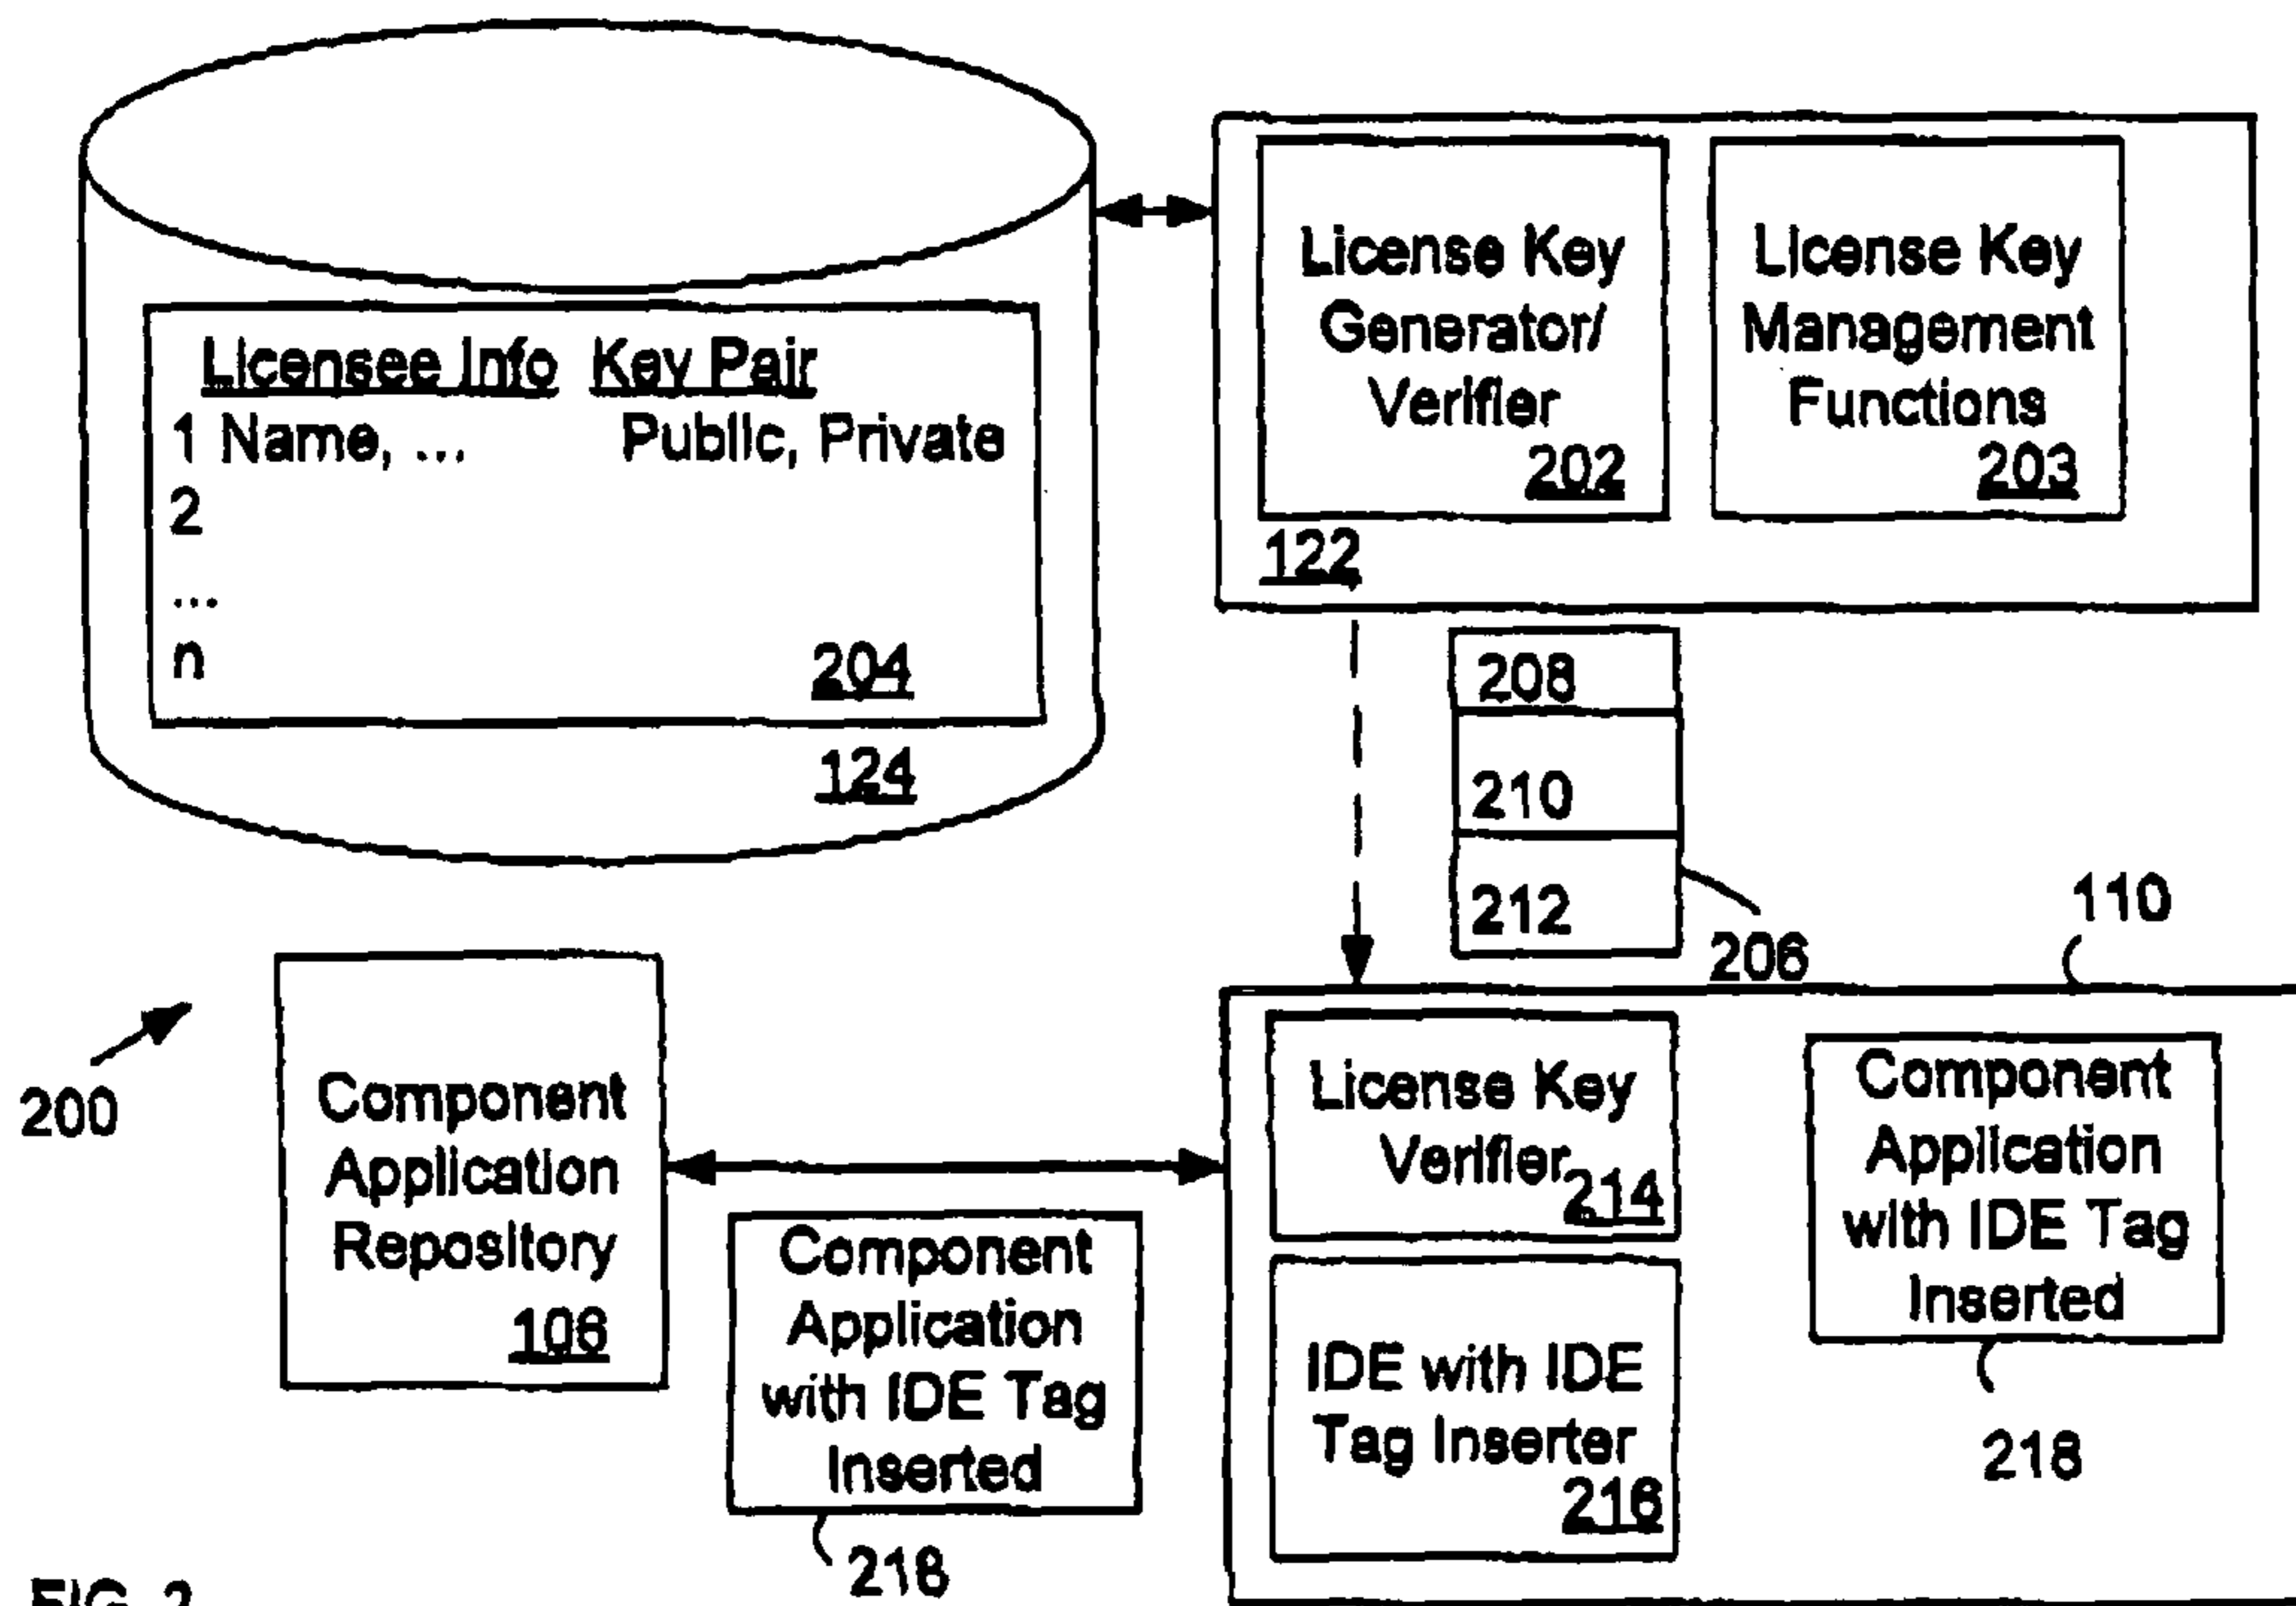 Licensee Info Key Pair
1 Name, ... Public, Private
2
...
n
204
124
License Key
Generator/
Verifier
202
License Key
Management
Functions
203
122
208
210
212
206
110
200
Component
Application
Repository
106
Component
Application
with IDE Tag
Inserted
218
License Key
Verifier
214
IDE with IDE
Tag Inserter
216
Component
Application
with IDE Tag
Inserted
218
FIG. 2